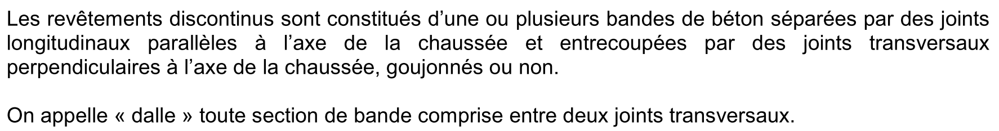 Les revêtements discontinus sont constitués d’une ou plusieurs bandes de béton séparées par des joints
longitudinaux parallèles à l’axe de la chaussée et entrecoupées par des joints transversaux
perpendiculaires à l’axe de la chaussée, goujonnés ou non.
On appelle « dalle » toute section de bande comprise entre deux joints transversaux.